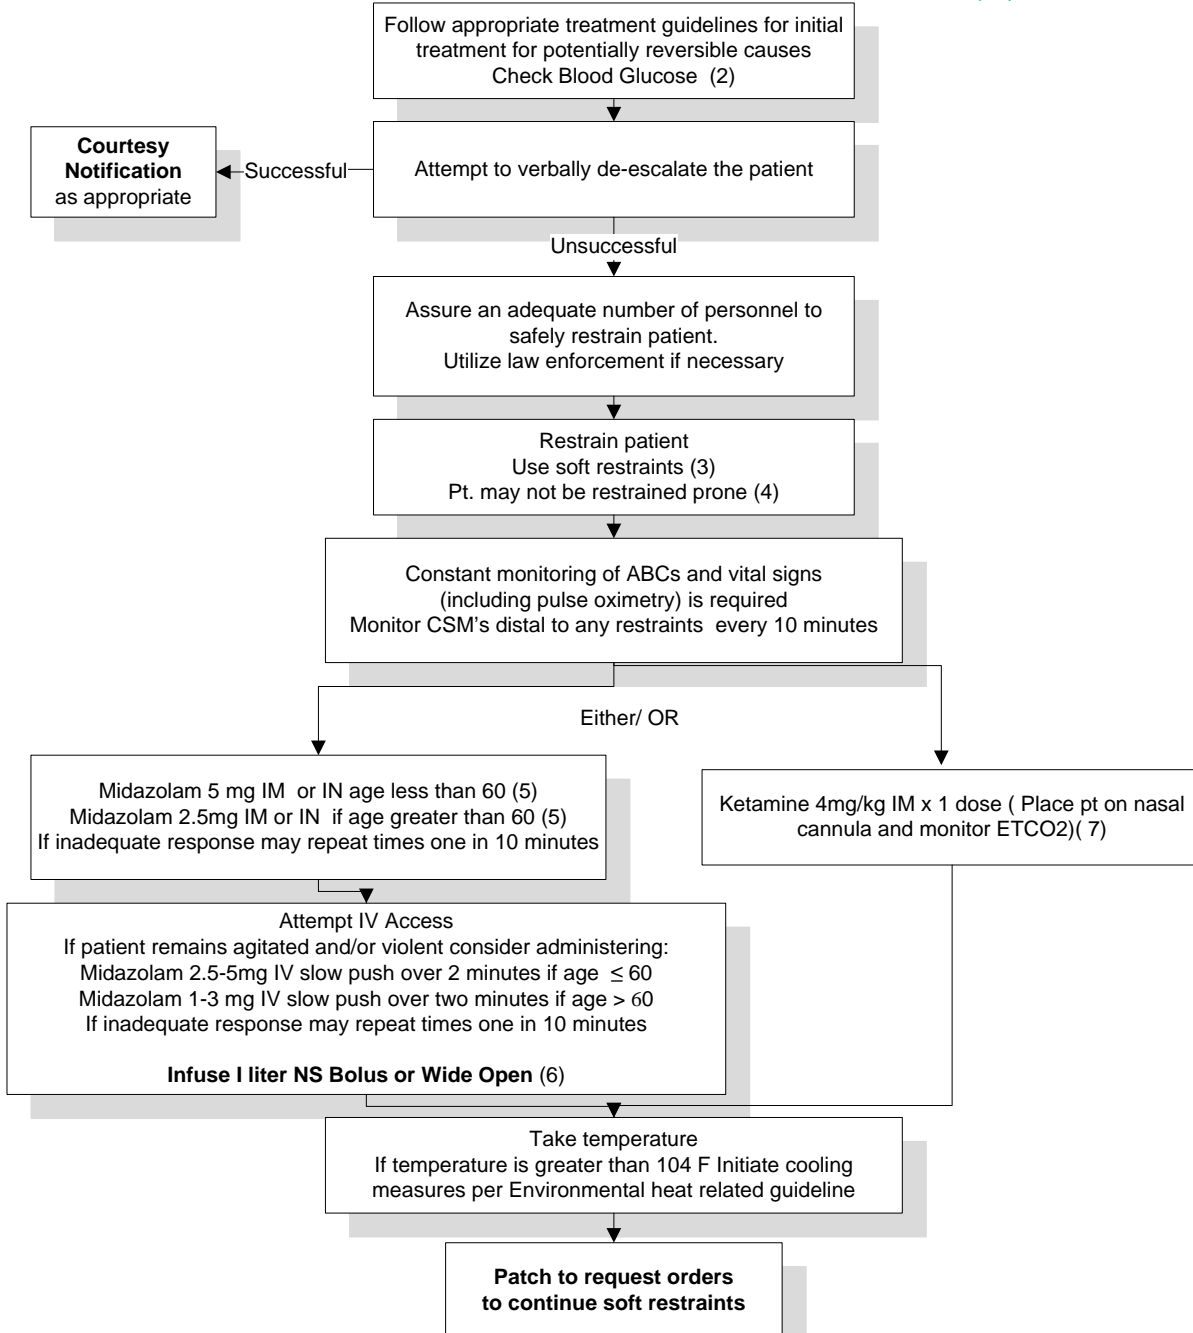 Follow appropriate treatment guidelines for initial
treatment for potentially reversible causes
Check Blood Glucose (2)
Courtesy
Notification
as appropriate
Successful
Attempt to verbally de-escalate the patient
Unsuccessful
Assure an adequate number of personnel to
safely restrain patient.
Utilize law enforcement if necessary
Restrain patient
Use soft restraints (3)
Pt. may not be restrained prone (4)
Constant monitoring of ABCs and vital signs
(including pulse oximetry) is required
Monitor CSM's distal to any restraints every 10 minutes
Either/ OR
Midazolam 5 mg IM or IN age less than 60 (5)
Midazolam 2.5mg IM or IN if age greater than 60 (5)
If inadequate response may repeat times one in 10 minutes
Ketamine 4mg/kg IM x 1 dose ( Place pt on nasal
cannula and monitor ETCO2)( 7)
Attempt IV Access
If patient remains agitated and/or violent consider administering:
Midazolam 2.5-5mg IV slow push over 2 minutes if age ≤ 60
Midazolam 1-3 mg IV slow push over two minutes if age > 60
If inadequate response may repeat times one in 10 minutes
Infuse I liter NS Bolus or Wide Open (6)
Take temperature
If temperature is greater than 104 F Initiate cooling
measures per Environmental heat related guideline
Patch to request orders
to continue soft restraints